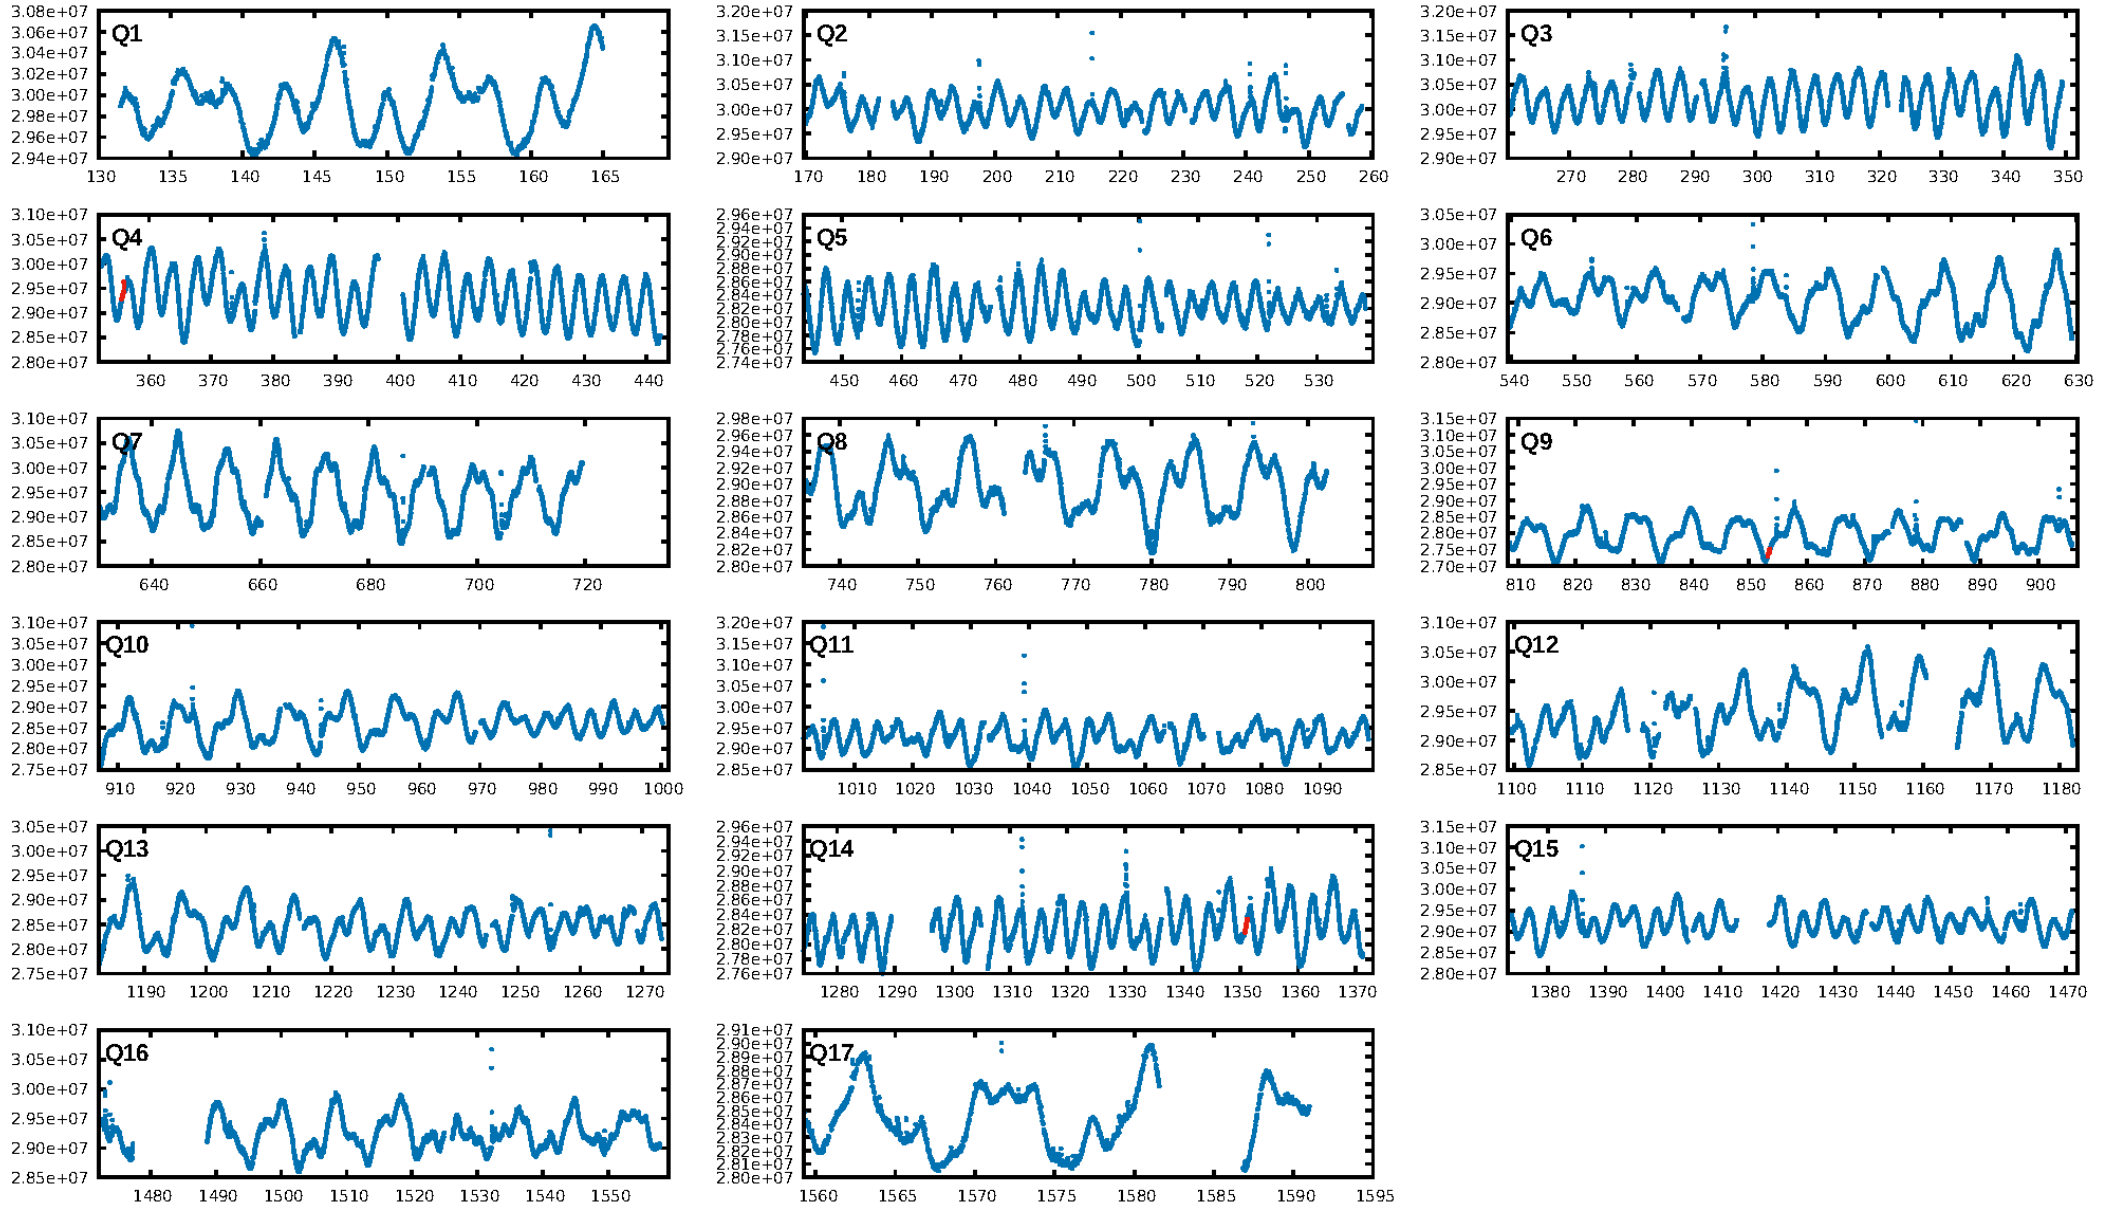 3.08e+07 3.06e+07 3.04e+07 3.02e+07 3.00e+07 2.98e+07 2.96e+07 2.94e+07
Q1
130 135 140 145 150 155 160 165
3.20e+07 3.15e+07 3.10e+07 3.05e+07 3.00e+07 2.95e+07 2.90e+07
Q2
170 180 190 200 210 220 230 240 250 260
3.20e+07 3.15e+07 3.10e+07 3.05e+07 3.00e+07 2.95e+07 2.90e+07
Q3
270 280 290 300 310 320 330 340 350
3.10e+07 3.05e+07 3.00e+07 2.95e+07 2.90e+07 2.85e+07 2.80e+07
Q4
360 370 380 390 400 410 420 430 440
2.96e+07 2.94e+07 2.92e+07 2.90e+07 2.88e+07 2.86e+07 2.84e+07 2.82e+07 2.80e+07 2.78e+07 2.76e+07 2.74e+07
Q5
450 460 470 480 490 500 510 520 530
3.05e+07 3.00e+07 2.95e+07 2.90e+07 2.85e+07 2.80e+07
Q6
540 550 560 570 580 590 600 610 620 630
3.10e+07 3.05e+07 3.00e+07 2.95e+07 2.90e+07 2.85e+07 2.80e+07
Q7
640 660 680 700 720
2.98e+07 2.96e+07 2.94e+07 2.92e+07 2.90e+07 2.88e+07 2.86e+07 2.84e+07 2.82e+07 2.80e+07
Q8
740 750 760 770 780 790 800
3.15e+07 3.10e+07 3.05e+07 3.00e+07 2.95e+07 2.90e+07 2.85e+07 2.80e+07 2.75e+07 2.70e+07
Q9
810 820 830 840 850 860 870 880 890 900
3.10e+07 3.05e+07 3.00e+07 2.95e+07 2.90e+07 2.85e+07 2.80e+07 2.75e+07
Q10
910 920 930 940 950 960 970 980 990 1000
3.20e+07 3.15e+07 3.10e+07 3.05e+07 3.00e+07 2.95e+07 2.90e+07 2.85e+07
Q11
1010 1020 1030 1040 1050 1060 1070 1080 1090
3.10e+07 3.05e+07 3.00e+07 2.95e+07 2.90e+07 2.85e+07
Q12
1100 1110 1120 1130 1140 1150 1160 1170 1180
3.05e+07 3.00e+07 2.95e+07 2.90e+07 2.85e+07 2.80e+07 2.75e+07
Q13
1190 1200 1210 1220 1230 1240 1250 1260 1270
2.96e+07 2.94e+07 2.92e+07 2.90e+07 2.88e+07 2.86e+07 2.84e+07 2.82e+07 2.80e+07 2.78e+07 2.76e+07
Q14
1280 1290 1300 1310 1320 1330 1340 1350 1360 1370
3.15e+07 3.10e+07 3.05e+07 3.00e+07 2.95e+07 2.90e+07 2.85e+07 2.80e+07
Q15
1380 1390 1400 1410 1420 1430 1440 1450 1460 1470
3.10e+07 3.05e+07 3.00e+07 2.95e+07 2.90e+07 2.85e+07
Q16
1480 1490 1500 1510 1520 1530 1540 1550
2.91e+07 2.90e+07 2.89e+07 2.88e+07 2.87e+07 2.86e+07 2.85e+07 2.84e+07 2.83e+07 2.82e+07 2.81e+07 2.80e+07
Q17
1560 1565 1570 1575 1580 1585 1590 1595